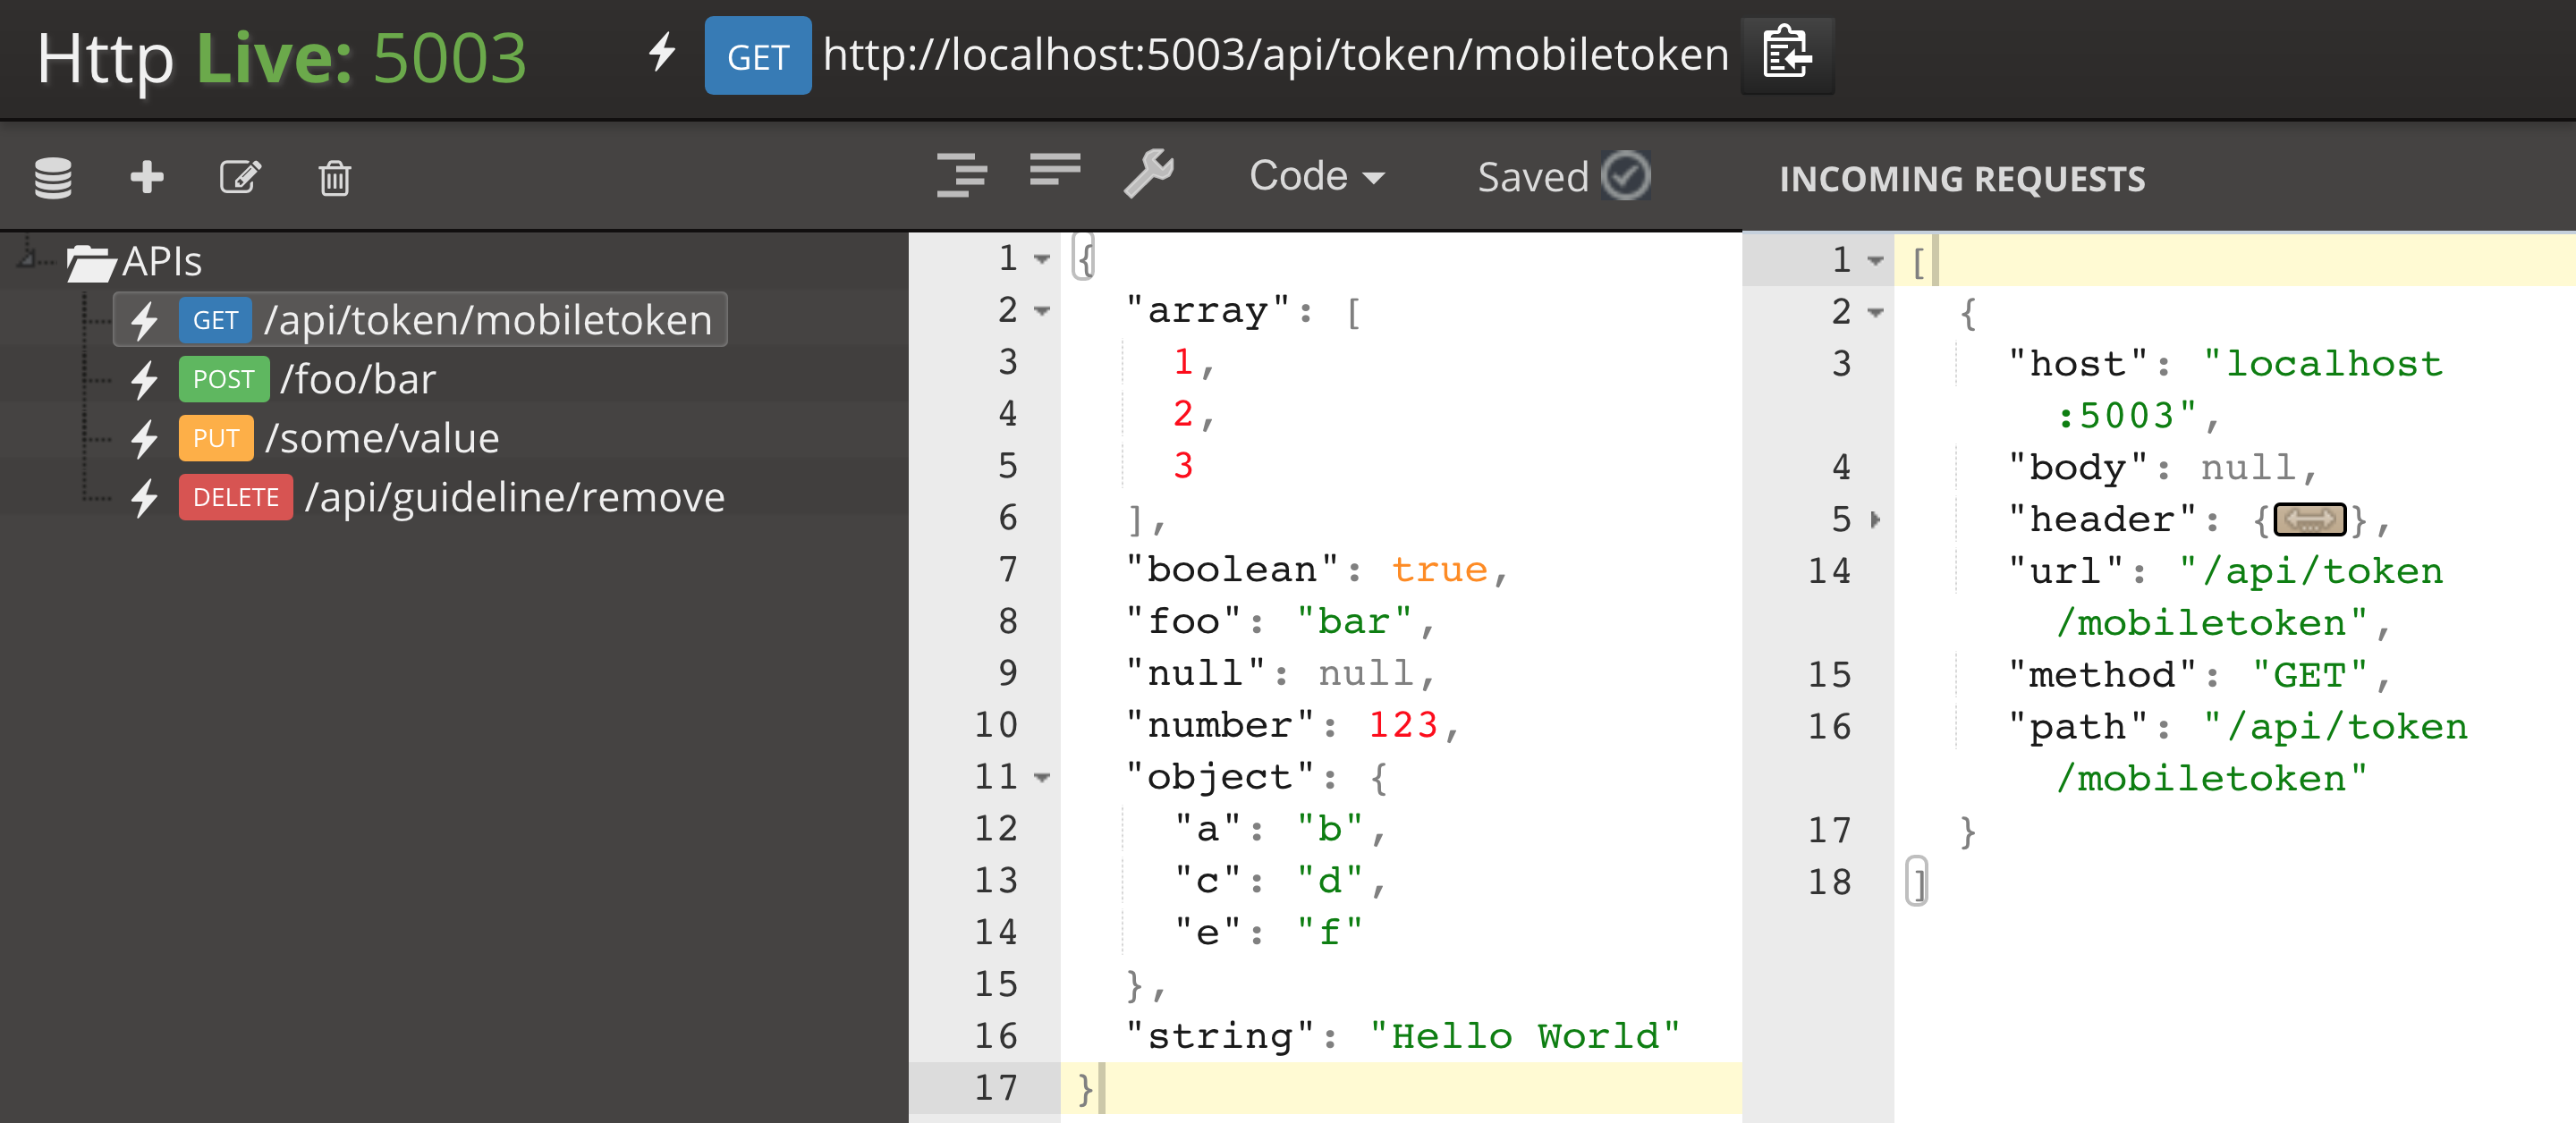 Http Live: 5003
GET http://localhost:5003/api/token/mobiletoken
Code
Saved
INCOMING REQUESTS
APIs
GET /api/token/mobiletoken
POST /foo/bar
PUT /some/value
DELETE /api/guideline/remove
1 {
2 "array": [
3 1,
4 2,
5 3
6 ],
7 "boolean": true,
8 "foo": "bar",
9 "null": null,
10 "number": 123,
11 "object": {
12 "a": "b",
13 "c": "d",
14 "e": "f"
15 },
16 "string": "Hello World"
17 }
1 [
2 {
3 "host": "localhost
:5003",
4 "body": null,
5 "header": {},
14 "url": "/api/token
/mobiletoken",
15 "method": "GET",
16 "path": "/api/token
/mobiletoken"
17 }
18 ]